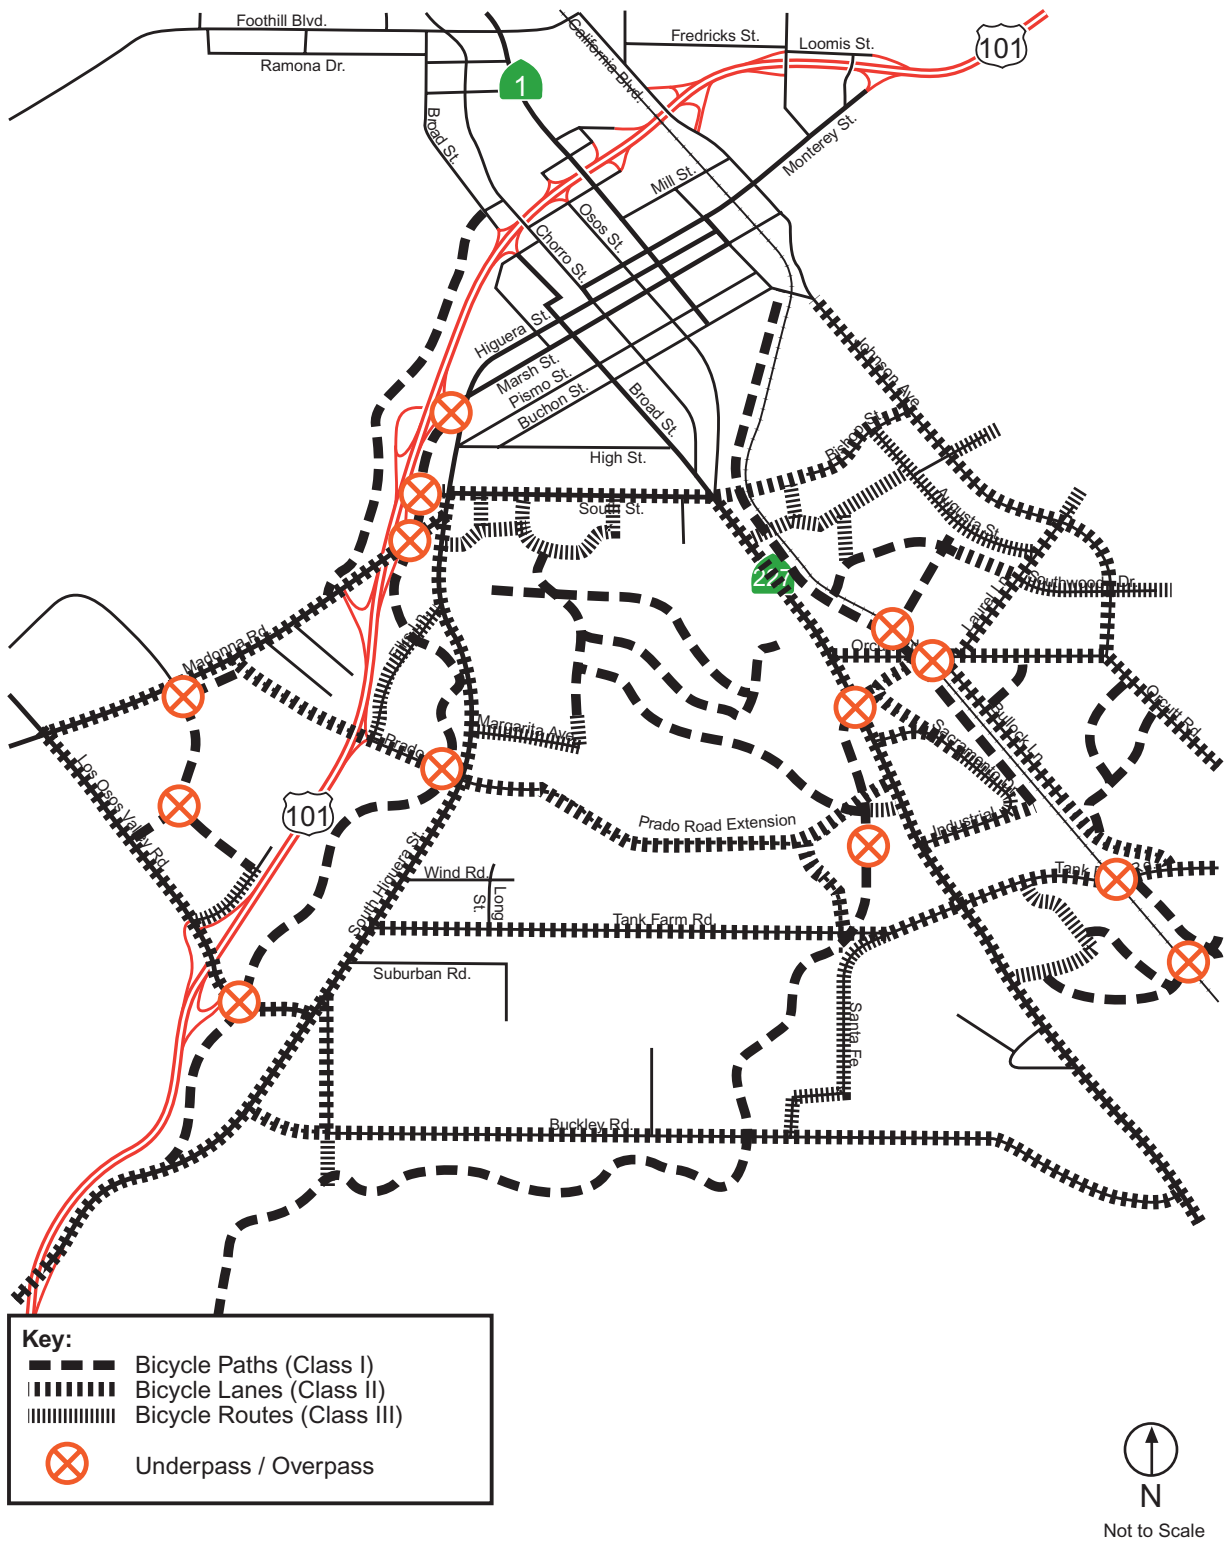 Foothill Blvd.
Ramona Dr.
Broad St.
1
California Blvd.
Fredricks St.
Loomis St.
101
Monterey St.
Mill St.
Osos St.
Chorro St.
Higuera St.
Marsh St.
Pismo St.
Buchon St.
Broad St.
High St.
South St.
Johnson Ave.
Bishop St.
Augusta St.
Southwood Dr.
Laurel Ln.
227
Madonna Rd.
Elks Ln.
Prado
Margarita Ave.
Orcutt Rd.
Bullock Ln.
Sacramento Dr.
Industrial
Prado Road Extension
Los Osos Valley Rd.
101
South Higuera St.
Wind Rd.
Long St.
Tank Farm Rd.
Tank
Suburban Rd.
Santa Fe
Buckley Rd.
Key:
Bicycle Paths (Class I)
Bicycle Lanes (Class II)
Bicycle Routes (Class III)
Underpass / Overpass
N
Not to Scale